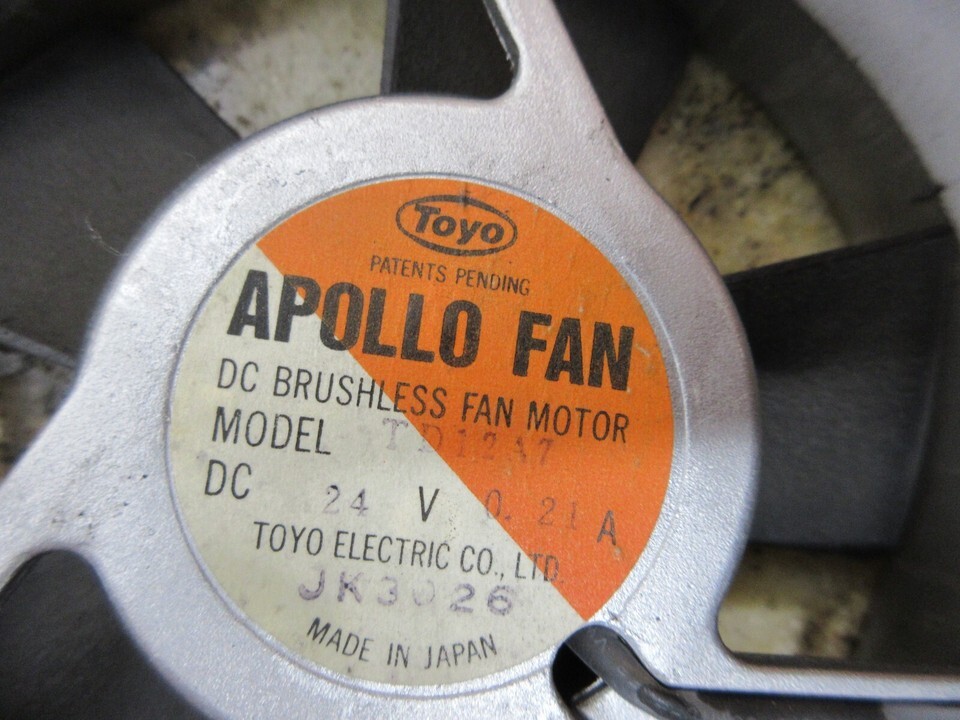 Toyo
PATENTS PENDING
APOLLO FAN
DC BRUSHLESS FAN MOTOR
MODEL TD12A7
DC 24 V 0.21 A
TOYO ELECTRIC CO., LTD.
JK3026
MADE IN JAPAN